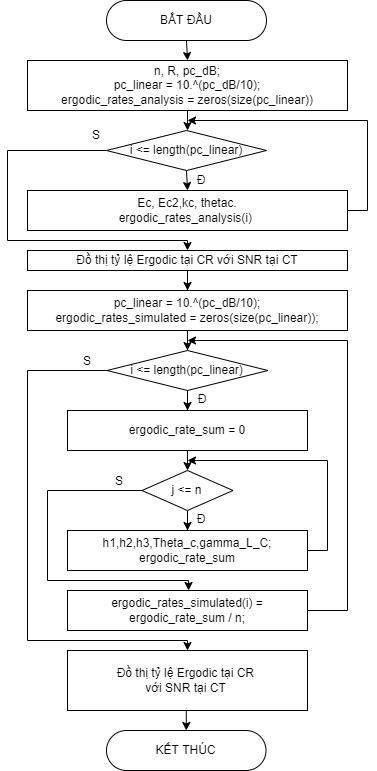 BẮT ĐẦU
n, R, pc_dB;
pc_linear = 10.^(pc_dB/10);
ergodic_rates_analysis = zeros(size(pc_linear))
S
i <= length(pc_linear)
Đ
Ec, Ec2,kc, thetac.
ergodic_rates_analysis(i)
Đồ thị tỷ lệ Ergodic tại CR với SNR tại CT
pc_linear = 10.^(pc_dB/10);
ergodic_rates_simulated = zeros(size(pc_linear));
S
i <= length(pc_linear)
Đ
ergodic_rate_sum = 0
S
j <= n
Đ
h1,h2,h3,Theta_c,gamma_L_C;
ergodic_rate_sum
ergodic_rates_simulated(i) =
ergodic_rate_sum / n;
Đồ thị tỷ lệ Ergodic tại CR
với SNR tại CT
KẾT THÚC